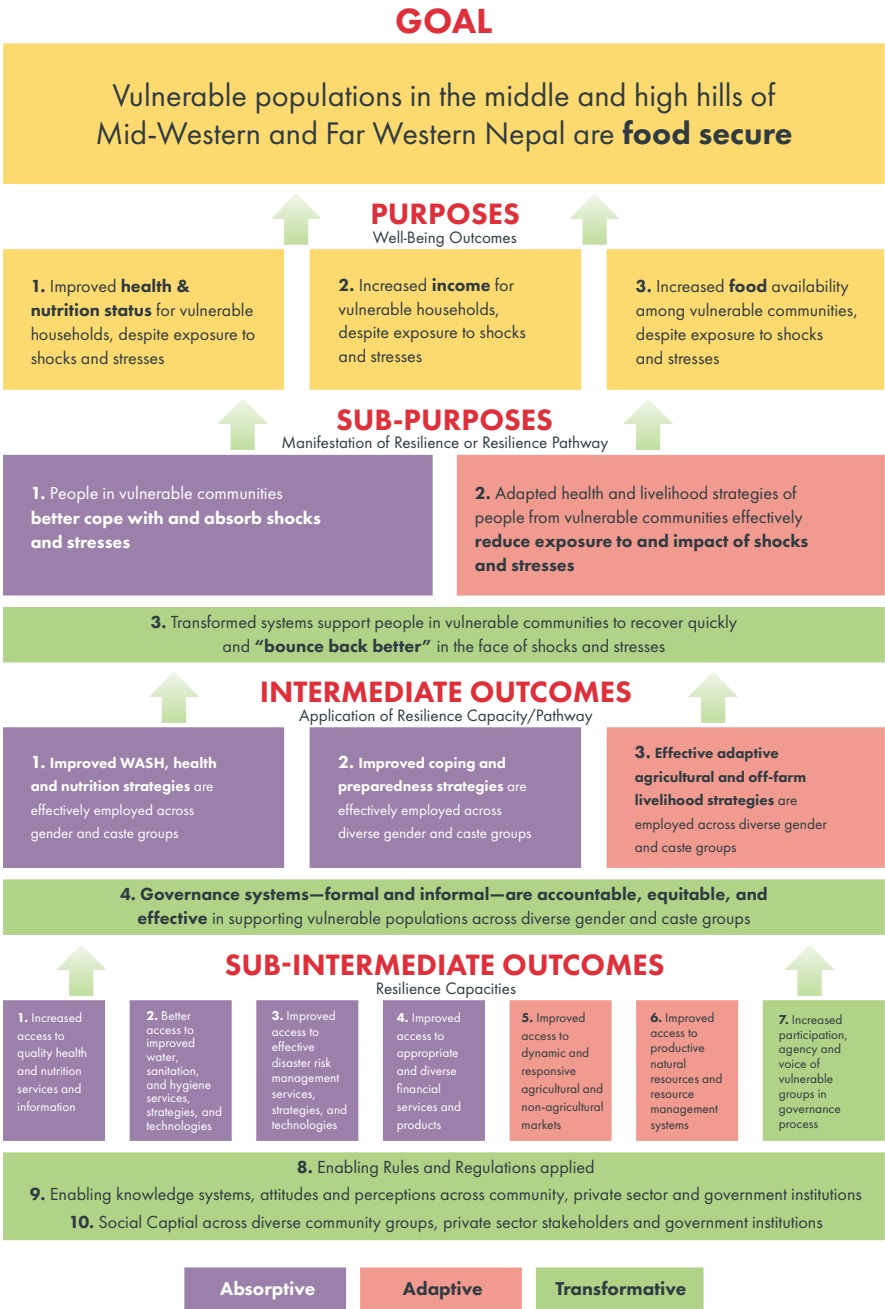 GOAL
Vulnerable populations in the middle and high hills of
Mid-Western and Far Western Nepal are food secure
PURPOSES
Well-Being Outcomes
1. Improved health &
nutrition status for vulnerable
households, despite exposure to
shocks and stresses
2. Increased income for
vulnerable households,
despite exposure to shocks
and stresses
3. Increased food availability
among vulnerable communities,
despite exposure to shocks
and stresses
SUB-PURPOSES
Manifestation of Resilience or Resilience Pathway
1. People in vulnerable communities
better cope with and absorb shocks
and stresses
2. Adapted health and livelihood strategies of
people from vulnerable communities effectively
reduce exposure to and impact of shocks
and stresses
3. Transformed systems support people in vulnerable communities to recover quickly
and “bounce back better” in the face of shocks and stresses
INTERMEDIATE OUTCOMES
Application of Resilience Capacity/Pathway
1. Improved WASH, health
and nutrition strategies are
effectively employed across
gender and caste groups
2. Improved coping and
preparedness strategies are
effectively employed across
diverse gender and caste groups
3. Effective adaptive
agricultural and off-farm
livelihood strategies are
employed across diverse gender
and caste groups
4. Governance systems—formal and informal—are accountable, equitable, and
effective in supporting vulnerable populations across diverse gender and caste groups
SUB-INTERMEDIATE OUTCOMES
Resilience Capacities
1. Increased
access to
quality health
and nutrition
services and
information
2. Better
access to
improved
water,
sanitation,
and hygiene
services,
strategies, and
technologies
3. Improved
access to
effective
disaster risk
management
services,
strategies, and
technologies
4. Improved
access to
appropriate
and diverse
financial
services and
products
5. Improved
access to
dynamic and
responsive
agricultural and
non-agricultural
markets
6. Improved
access to
productive
natural
resources and
resource
management
systems
7. Increased
participation,
agency and
voice of
vulnerable
groups in
governance
process
8. Enabling Rules and Regulations applied
9. Enabling knowledge systems, attitudes and perceptions across community, private sector and government institutions
10. Social Captial across diverse community groups, private sector stakeholders and government institutions
Absorptive
Adaptive
Transformative